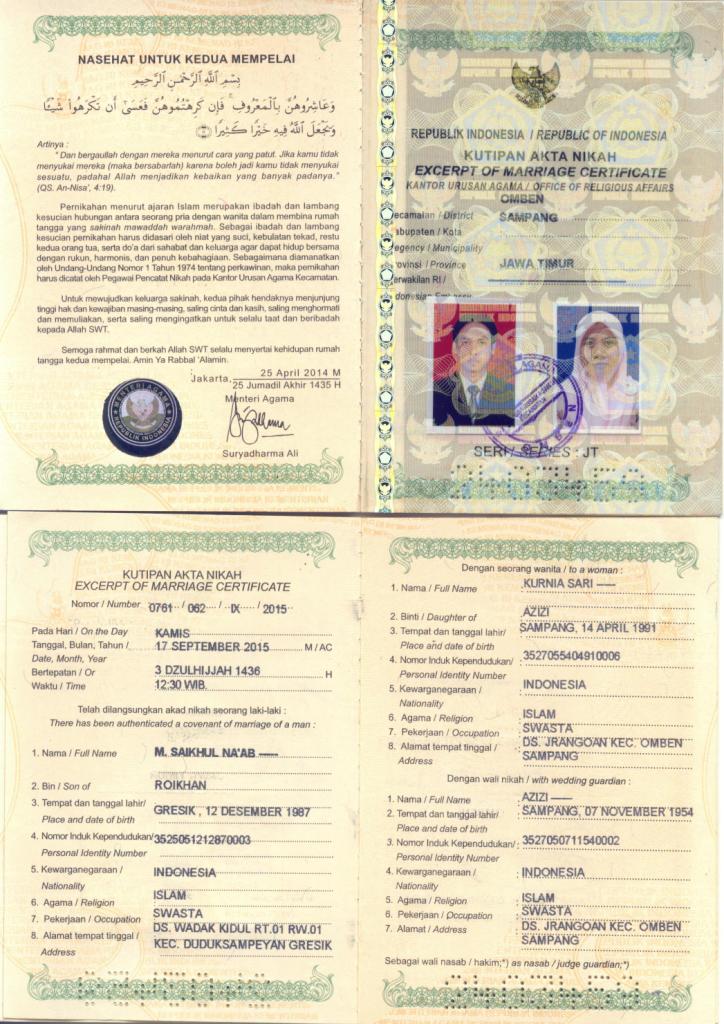 NASEHAT UNTUK KEDUA MEMPELAI
بِسْمِ اللَّهِ الرَّحْمَنِ الرَّحِيمِ
وَعَاشِرُوهُنَّ بِالْمَعْرُوفِ ۚ فَإِن كَرِهْتُمُوهُنَّ فَعَسَىٰ أَن تَكْرَهُوا شَيْئًا
وَيَجْعَلَ اللَّهُ فِيهِ خَيْرًا كَثِيرًا ﴿١٩﴾
Artinya :
" Dan bergaullah dengan mereka menurut cara yang patut. Jika kamu tidak
menyukai mereka (maka bersabarlah) karena boleh jadi kamu tidak menyukai
sesuatu, padahal Allah menjadikan kebaikan yang banyak padanya."
(QS. An-Nisa', 4:19).
Pernikahan menurut ajaran Islam merupakan ibadah dan lambang
kesucian hubungan antara seorang pria dengan wanita dalam membina rumah
tangga yang sakinah mawaddah warahmah. Sebagai ibadah dan lambang
kesucian pernikahan harus didasari oleh niat yang suci, kebulatan tekad, restu
kedua orang tua, serta do'a dari sahabat dan keluarga agar dapat hidup bersama
dengan rukun, harmonis, dan penuh kebahagiaan. Sebagaimana diamanatkan
oleh Undang-Undang Nomor 1 Tahun 1974 tentang perkawinan, maka pernikahan
harus dicatat oleh Pegawai Pencatat Nikah pada Kantor Urusan Agama Kecamatan.
Untuk mewujudkan keluarga sakinah, kedua pihak hendaknya menjunjung
tinggi hak dan kewajiban masing-masing, saling cinta dan kasih, saling menghormati
dan memuliakan, serta saling mengingatkan untuk selalu taat dan beribadah
kepada Allah SWT.
Semoga rahmat dan berkah Allah SWT selalu menyertai kehidupan rumah
tangga kedua mempelai. Amin Ya Rabbal 'Alamin.
Jakarta, 25 April 2014 M
25 Jumadil Akhir 1435 H
Menteri Agama
Suryadharma Ali
MENTERI AGAMA
REPUBLIK INDONESIA
REPUBLIK INDONESIA / REPUBLIC OF INDONESIA
KUTIPAN AKTA NIKAH
EXCERPT OF MARRIAGE CERTIFICATE
KANTOR URUSAN AGAMA / OFFICE OF RELIGIOUS AFFAIRS
OMBEN
ecamatan / District
SAMPANG
abupaten / Kota
egency / Municipality
rovinsi / Province JAWA TIMUR
erwakilan RI /
donesian Embassy
AGAMA
SERI / SERIES : JT
KUTIPAN AKTA NIKAH
EXCERPT OF MARRIAGE CERTIFICATE
Nomor / Number 0761 / 062 / IX / 2015
Pada Hari / On the Day KAMIS
Tanggal, Bulan, Tahun / 17 SEPTEMBER 2015 M / AC
Date, Month, Year
Bertepatan / Or 3 DZULHIJJAH 1436 H
Waktu / Time 12:30 WIB.
Telah dilangsungkan akad nikah seorang laki-laki :
There has been authenticated a covenant of marriage of a man :
1. Nama / Full Name M. SAIKHUL NA'AB
2. Bin / Son of ROIKHAN
3. Tempat dan tanggal lahir/ GRESIK , 12 DESEMBER 1987
Place and date of birth
4. Nomor Induk Kependudukan/ 3525051212870003
Personal Identity Number
5. Kewarganegaraan / INDONESIA
Nationality
6. Agama / Religion ISLAM
7. Pekerjaan / Occupation SWASTA
8. Alamat tempat tinggal / DS. WADAK KIDUL RT.01 RW.01
Address KEC. DUDUKSAMPEYAN GRESIK
Dengan seorang wanita / to a woman :
1. Nama / Full Name : KURNIA SARI
2. Binti / Daughter of : AZIZI
3. Tempat dan tanggal lahir/ : SAMPANG, 14 APRIL 1991
Place and date of birth
4. Nomor Induk Kependudukan/ : 3527055404910006
Personal Identity Number
5. Kewarganegaraan / : INDONESIA
Nationality
6. Agama / Religion : ISLAM
7. Pekerjaan / Occupation : SWASTA
8. Alamat tempat tinggal / : DS. JRANGOAN KEC. OMBEN
Address SAMPANG
Dengan wali nikah / with wedding guardian :
1. Nama / Full Name : AZIZI
2. Tempat dan tanggal lahir/ : SAMPANG, 07 NOVEMBER 1954
Place and date of birth
3. Nomor Induk Kependudukan/ : 3527050711540002
Personal Identity Number
4. Kewarganegaraan / : INDONESIA
Nationality
5. Agama / Religion : ISLAM
6. Pekerjaan / Occupation : SWASTA
7. Alamat / Address : DS. JRANGOAN KEC. OMBEN
SAMPANG
Sebagai wali nasab / hakim;*) as nasab / judge guardian;*)